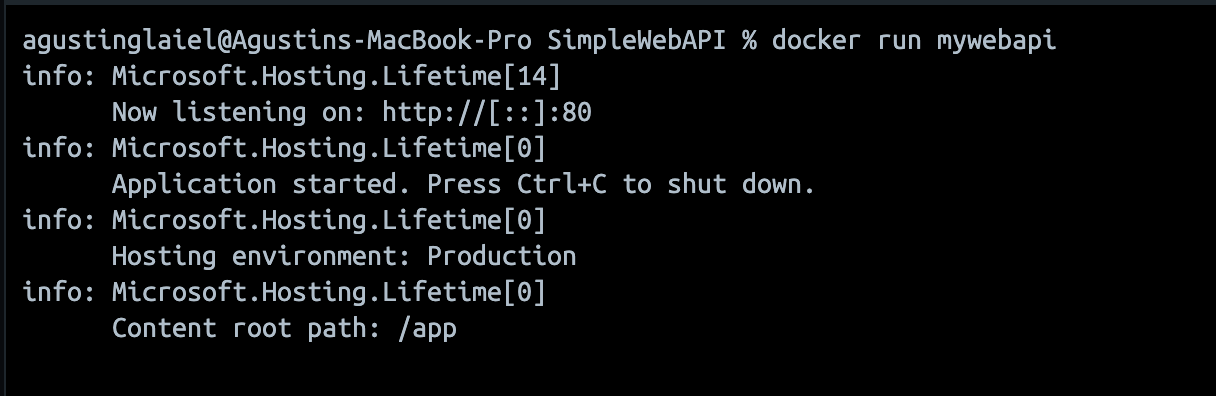 agustinglaiel@Agustins-MacBook-Pro SimpleWebAPI % docker run mywebapi
info: Microsoft.Hosting.Lifetime[14]
      Now listening on: http://[::]:80
info: Microsoft.Hosting.Lifetime[0]
      Application started. Press Ctrl+C to shut down.
info: Microsoft.Hosting.Lifetime[0]
      Hosting environment: Production
info: Microsoft.Hosting.Lifetime[0]
      Content root path: /app